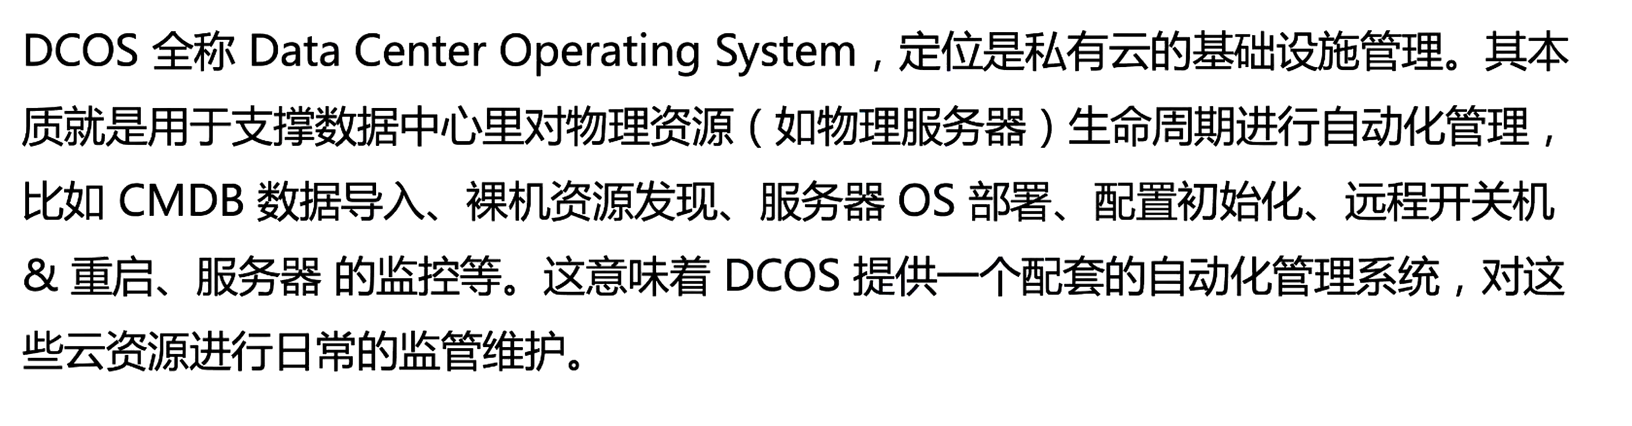 DCOS 全称 Data Center Operating System，定位是私有云的基础设施管理。其本
质就是用于支撑数据中心里对物理资源（如物理服务器）生命周期进行自动化管理，
比如 CMDB 数据导入、裸机资源发现、服务器 OS 部署、配置初始化、远程开关机
& 重启、服务器 的监控等。这意味着 DCOS 提供一个配套的自动化管理系统，对这
些云资源进行日常的监管维护。